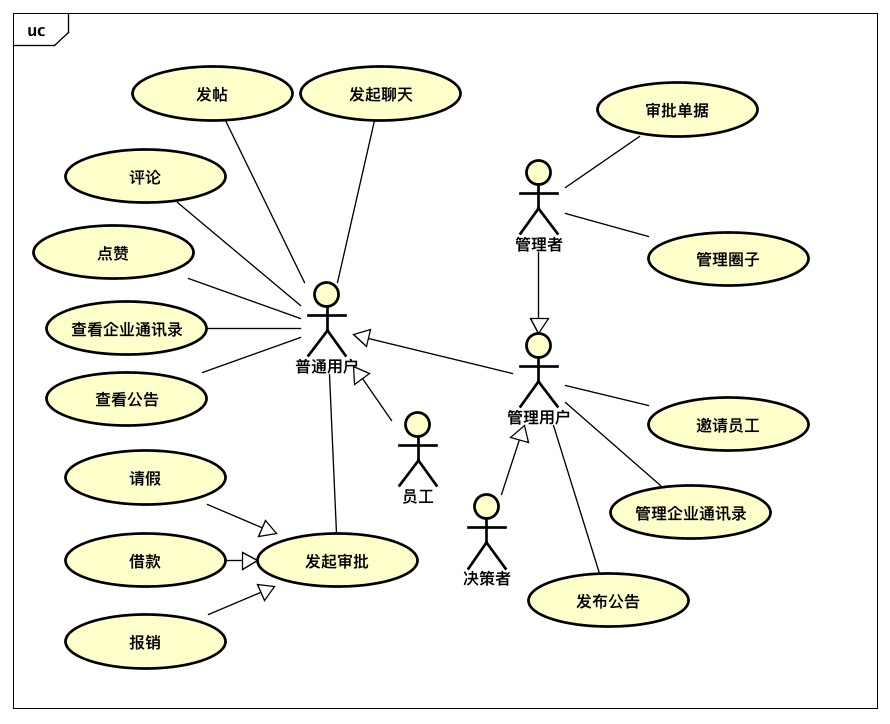 uc
发帖
发起聊天
审批单据
评论
管理者
点赞
管理圈子
查看企业通讯录
普通用户
查看公告
管理用户
邀请员工
请假
员工
管理企业通讯录
借款
发起审批
决策者
发布公告
报销